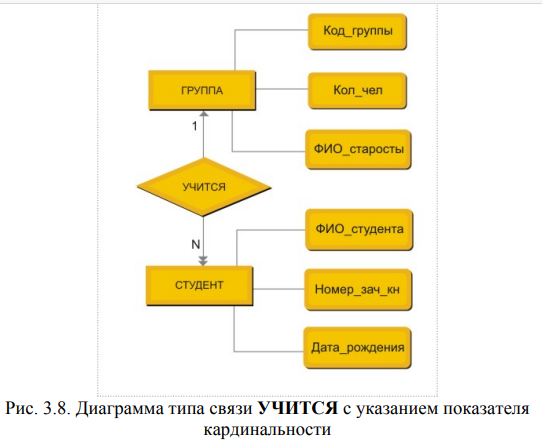 Код_группы
ГРУППА
Кол_чел
1
ФИО_старосты
УЧИТСЯ
ФИО_студента
N
СТУДЕНТ
Номер_зач_кн
Дата_рождения
Рис. 3.8. Диаграмма типа связи УЧИТСЯ с указанием показателя
кардинальности